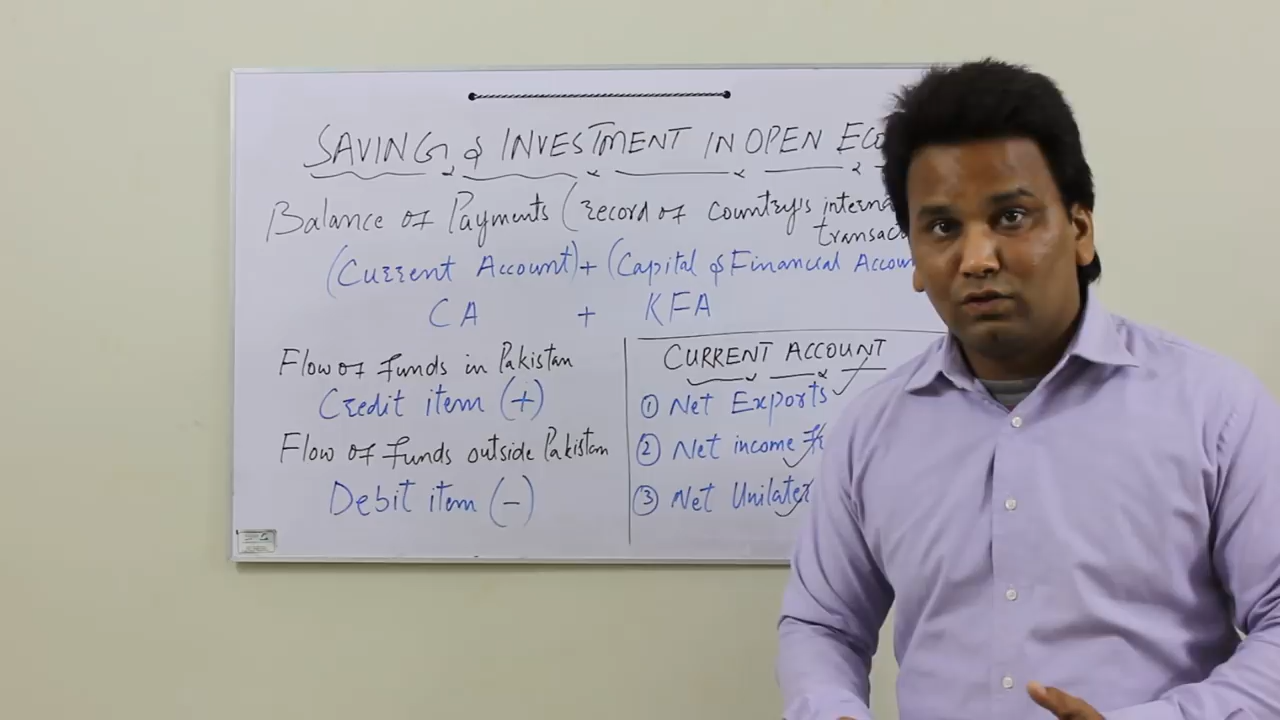 SAVING & INVESTMENT IN OPEN ECO
Balance of Payments (record of country's interna
transac
(Current Account) + (Capital & Financial Accoun
CA + KFA
Flow of funds in Pakistan
Credit item (+)
Flow of funds outside Pakistan
Debit item (-)
CURRENT ACCOUNT
① Net Exports
② Net income
③ Net Unilater